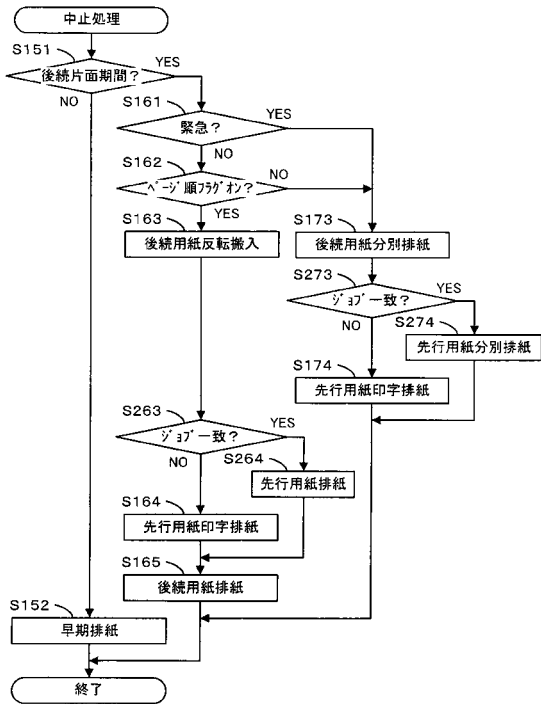 中止処理
S151
後続片面期間?
YES
NO
S161
緊急?
YES
NO
S162
ページ順フラグオン?
NO
YES
S163
後続用紙反転搬入
S173
後続用紙分別排紙
S273
ジョブ一致?
YES
NO
S274
先行用紙分別排紙
S174
先行用紙印字排紙
S263
ジョブ一致?
YES
NO
S264
先行用紙排紙
S164
先行用紙印字排紙
S165
後続用紙排紙
S152
早期排紙
終了